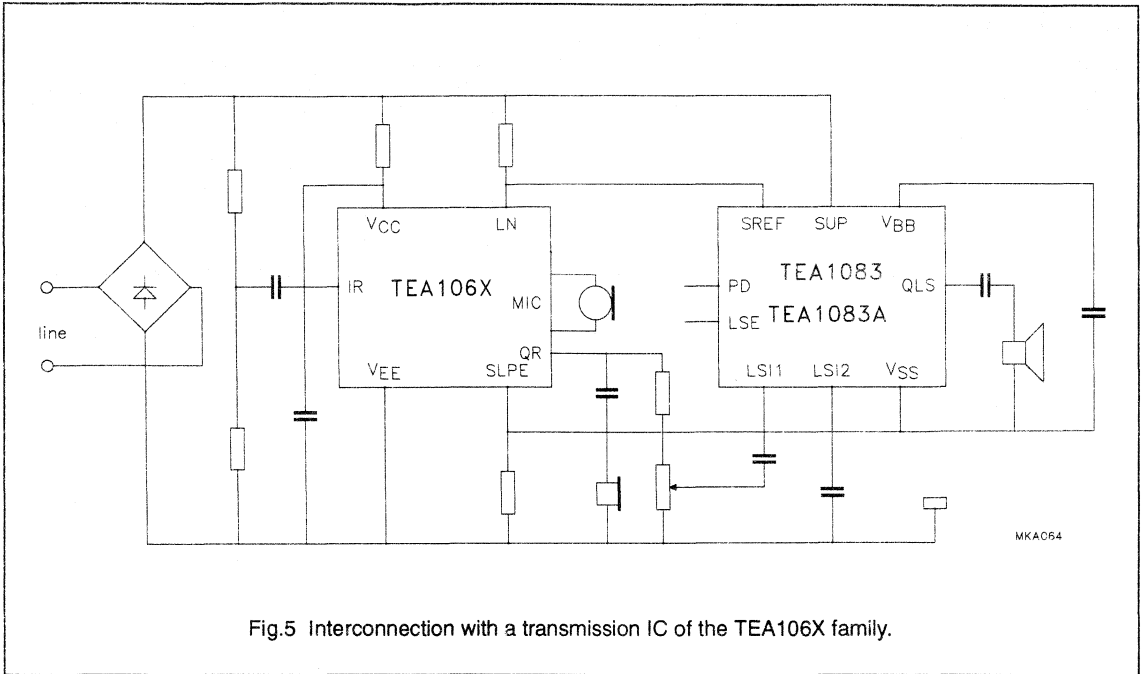 VCC
LN
SREF
SUP
VBB
IR
TEA106X
MIC
PD
TEA1083
QLS
LSE
TEA1083A
line
QR
VEE
SLPE
LSI1
LSI2
VSS
MKA064
Fig.5 Interconnection with a transmission IC of the TEA106X family.